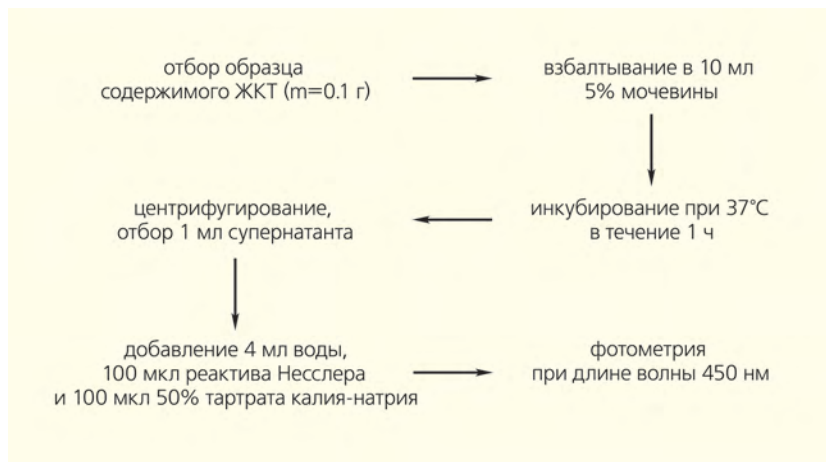 отбор образца
содержимого ЖКТ (m=0.1 г)
взбалтывание в 10 мл
5% мочевины
инкубирование при 37°C
в течение 1 ч
центрифугирование,
отбор 1 мл супернатанта
добавление 4 мл воды,
100 мкл реактива Несслера
и 100 мкл 50% тартрата калия-натрия
фотометрия
при длине волны 450 нм